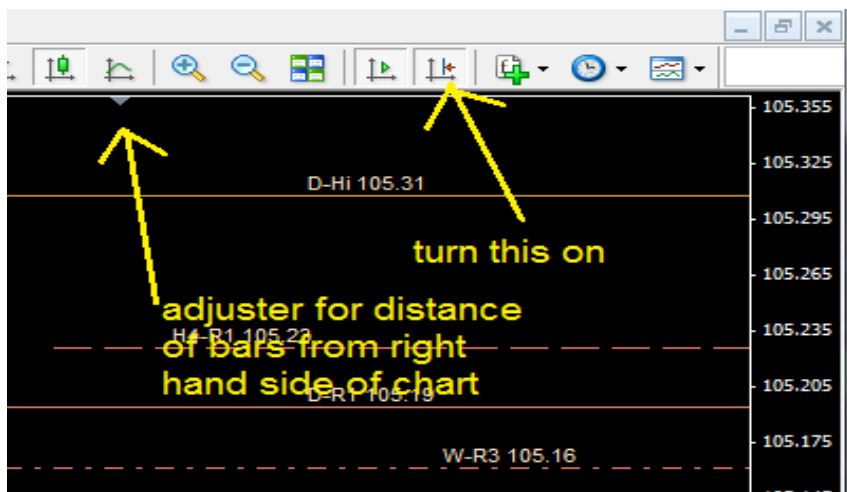 105.355
105.325
D-Hi 105.31
105.295
turn this on
105.265
adjuster for distance
of bars from right
hand side of chart
H4-R1 105.23
105.235
D-R1 105.19
105.205
W-R3 105.16
105.175